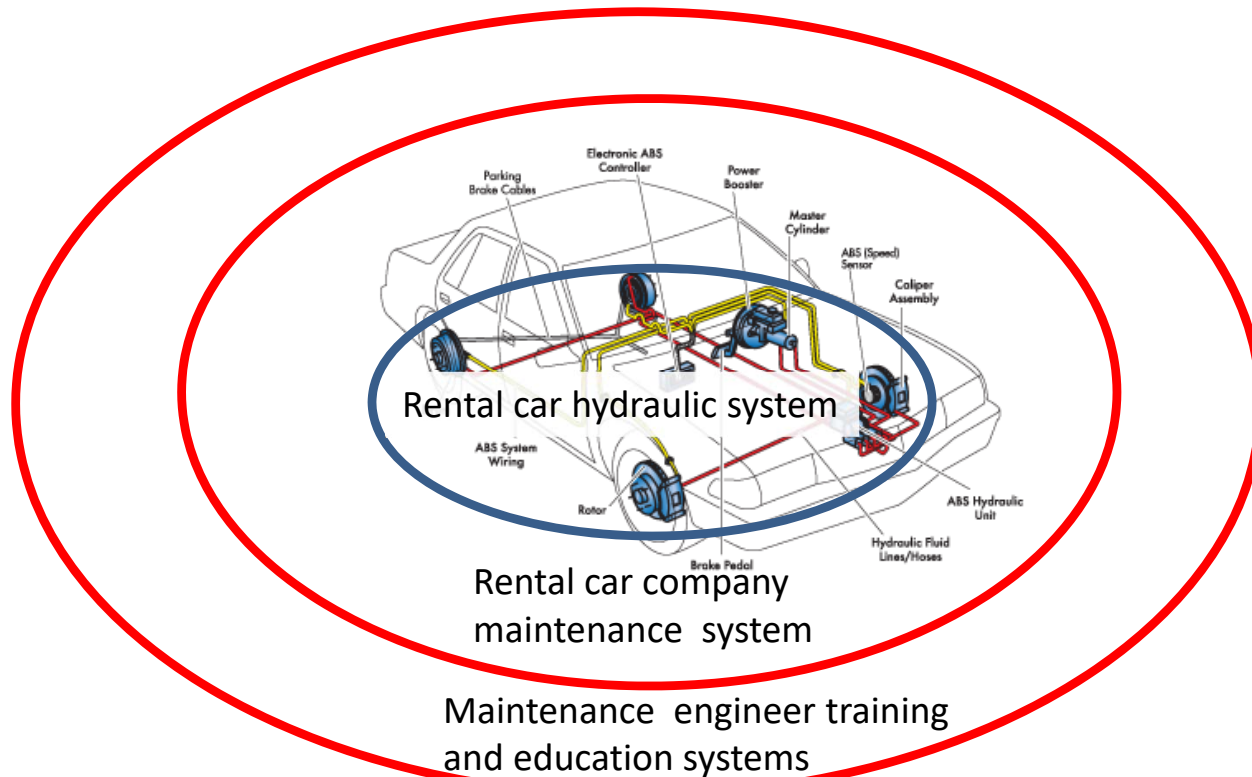 Electronic ABS
Controller
Power
Booster
Parking
Brake Cables
Master
Cylinder
ABS (Speed)
Sensor
Caliper
Assembly
Rental car hydraulic system
ABS System
Wiring
Rotor
ABS Hydraulic
Unit
Hydraulic Fluid
Lines/Hoses
Brake Pedal
Rental car company
maintenance system
Maintenance engineer training
and education systems